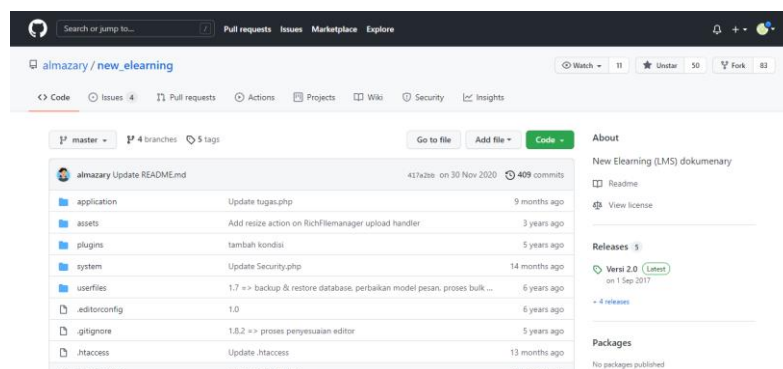 Search or jump to... / Pull requests Issues Marketplace Explore
almazary / new_elearning Watch 11 Unstar 50 Fork 83
Code Issues 4 Pull requests Actions Projects Wiki Security Insights
master 4 branches 5 tags Go to file Add file Code
almazary Update README.md 417a2bb on 30 Nov 2020 409 commits
application Update tugas.php 9 months ago
assets Add resize action on RichFilemanager upload handler 3 years ago
plugins tambah kondisi 5 years ago
system Update Security.php 14 months ago
userfiles 1.7 => backup & restore database, perbaikan model pesan, proses bulk ... 6 years ago
.editorconfig 1.0 6 years ago
.gitignore 1.8.2 => proses penyesuaian editor 5 years ago
.htaccess Update .htaccess 13 months ago
About
New Elearning (LMS) dokumenary
Readme
View license
Releases 5
Versi 2.0 Latest
on 1 Sep 2017
+ 4 releases
Packages
No packages published